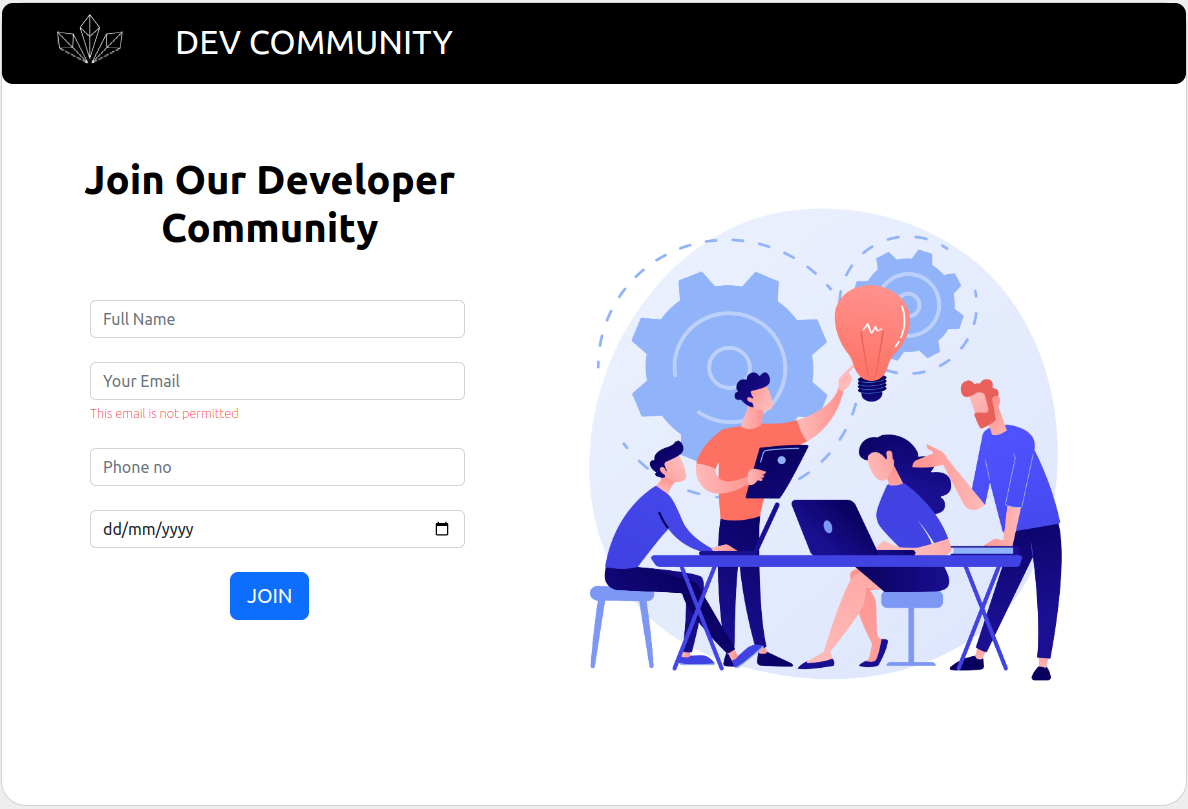 DEV COMMUNITY
Join Our Developer
Community
Full Name
Your Email
This email is not permitted
Phone no
dd/mm/yyyy
JOIN